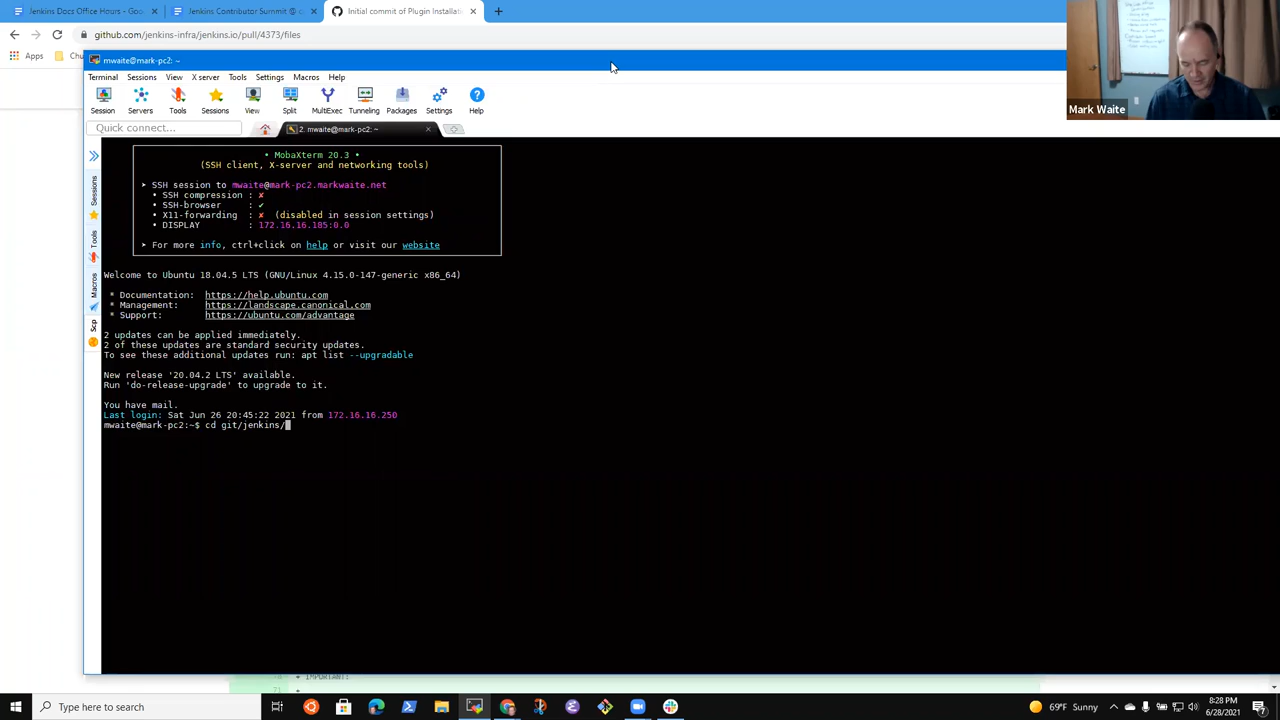 Jenkins Docs Office Hours - Goo
Jenkins Contributor Summit @ c
Initial commit of Plugin Installat
github.com/jenkins-infra/jenkins.io/pull/4373/files
Apps
Chu
mwaite@mark-pc2: ~
Terminal Sessions View X server Tools Settings Macros Help
Session Servers Tools Sessions View Split MultiExec Tunneling Packages Settings Help
Quick connect...
2. mwaite@mark-pc2: ~
Sessions
Tools
Macros
Scp
• MobaXterm 20.3 •
(SSH client, X-server and networking tools)
➤ SSH session to mwaite@mark-pc2.markwaite.net
• SSH compression : ✘
• SSH-browser : ✔
• X11-forwarding : ✘ (disabled in session settings)
• DISPLAY : 172.16.16.185:0.0
➤ For more info, ctrl+click on help or visit our website
Welcome to Ubuntu 18.04.5 LTS (GNU/Linux 4.15.0-147-generic x86_64)
* Documentation: https://help.ubuntu.com
* Management: https://landscape.canonical.com
* Support: https://ubuntu.com/advantage
2 updates can be applied immediately.
2 of these updates are standard security updates.
To see these additional updates run: apt list --upgradable
New release '20.04.2 LTS' available.
Run 'do-release-upgrade' to upgrade to it.
You have mail.
Last login: Sat Jun 26 20:45:22 2021 from 172.16.16.250
mwaite@mark-pc2:~$ cd git/jenkins/
IMPORTANT:
71 +
Mark Waite
Type here to search
69°F Sunny
8:28 PM
6/28/2021
7